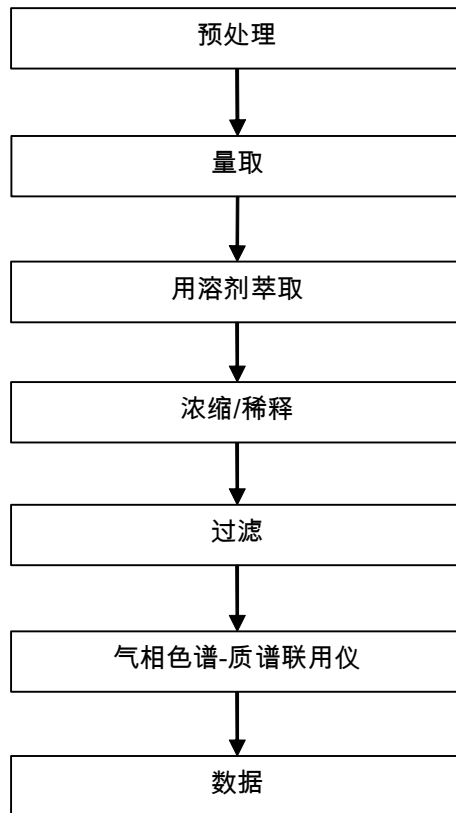 预处理
量取
用溶剂萃取
浓缩/稀释
过滤
气相色谱-质谱联用仪
数据